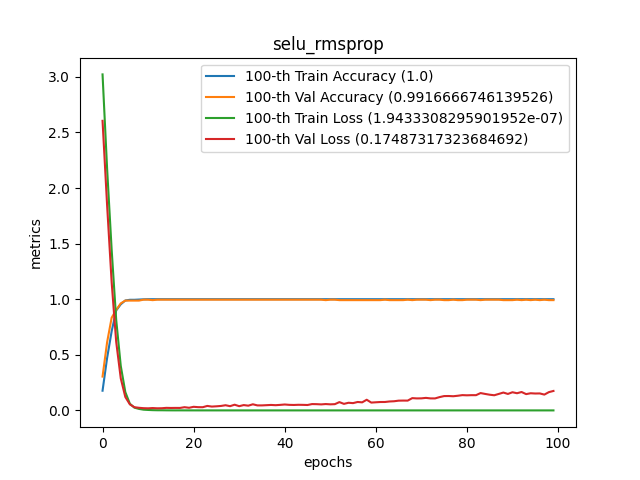 selu_rmsprop
100-th Train Accuracy (1.0)
100-th Val Accuracy (0.9916666746139526)
100-th Train Loss (1.9433308295901952e-07)
100-th Val Loss (0.17487317323684692)
3.0
2.5
2.0
1.5
1.0
0.5
0.0
metrics
0 20 40 60 80 100
epochs